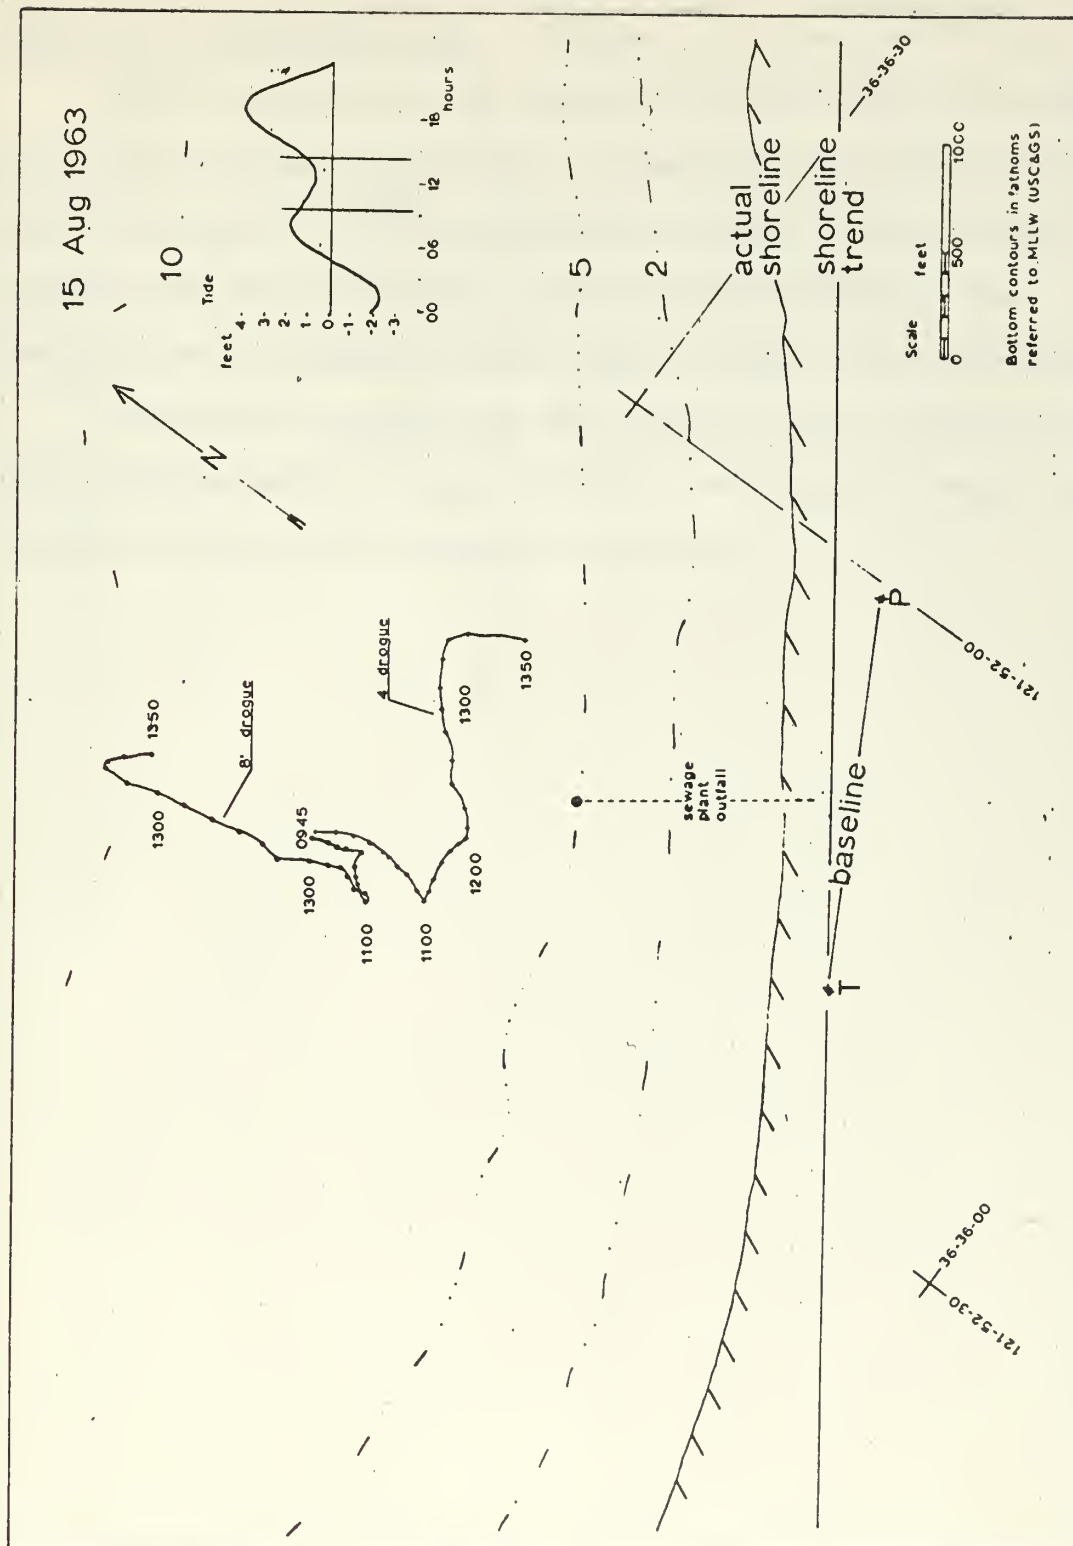 15 Aug 1963
10
Tide
feet
4-
3-
2-
1-
0-
-1-
-2-
-3-
00
06
12
18
hours
N
8' drogue
1350
1300
0945
1300
1100
4 drogue
1350
1300
1200
1100
5
2
actual
shoreline
shoreline
trend
36-36-30
sewage
plant
outfall
baseline
T
P
121-52-00
36-36-00
121-52-30
Scale
feet
0
500
1000
Bottom contours in fathoms
referred to MLLW (USC&GS)